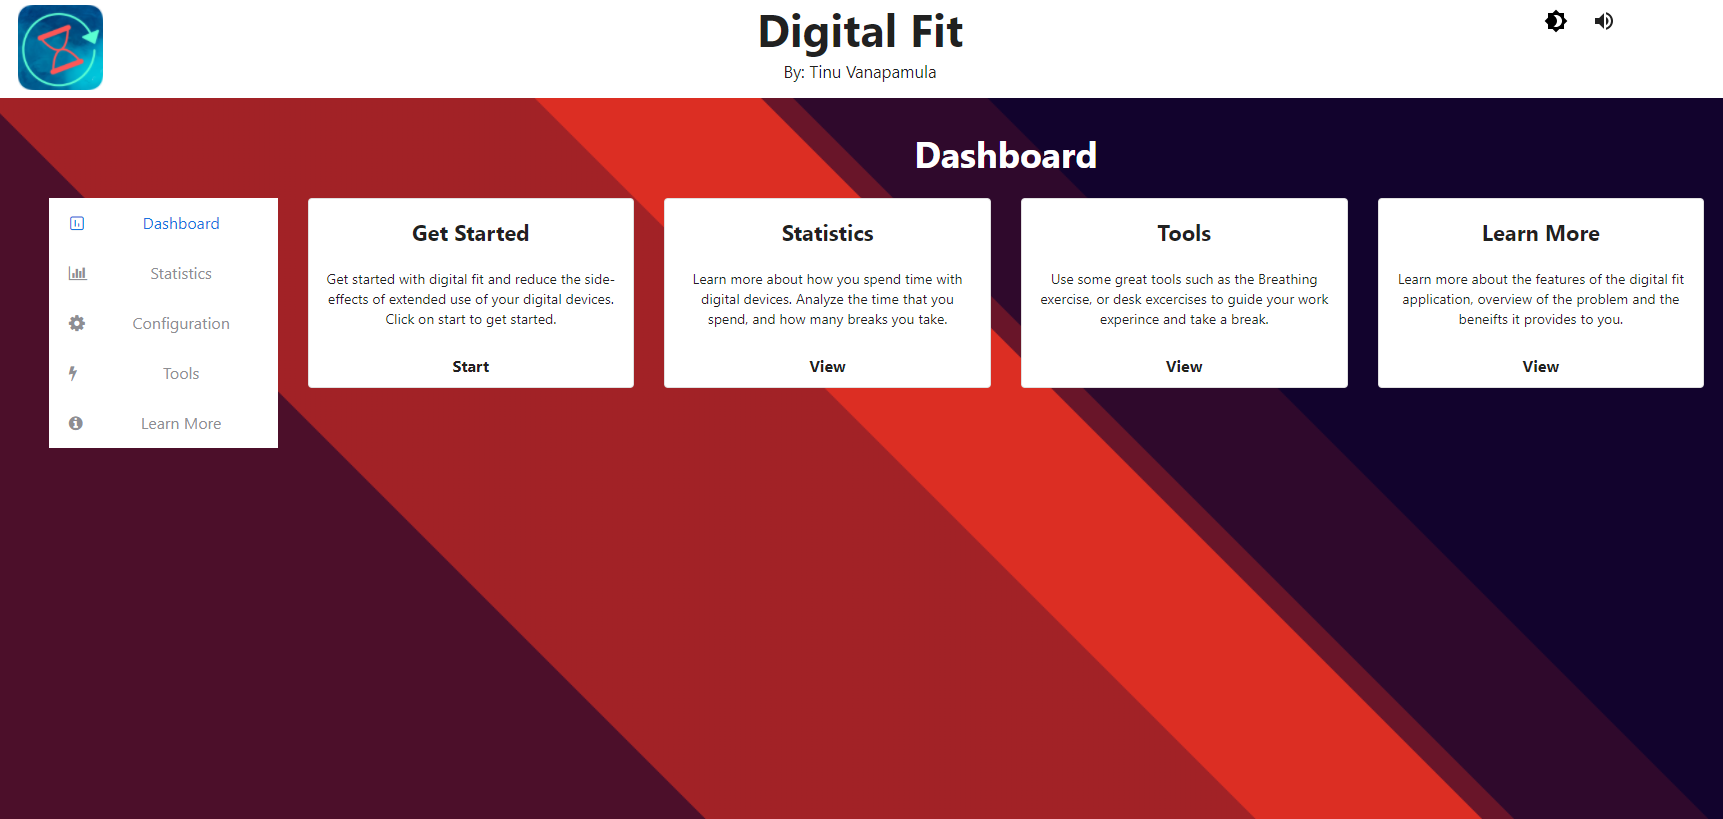 Digital Fit
By: Tinu Vanapamula
Dashboard
Dashboard
Statistics
Configuration
Tools
Learn More
Get Started
Get started with digital fit and reduce the side-
effects of extended use of your digital devices.
Click on start to get started.
Start
Statistics
Learn more about how you spend time with
digital devices. Analyze the time that you
spend, and how many breaks you take.
View
Tools
Use some great tools such as the Breathing
exercise, or desk excercises to guide your work
experince and take a break.
View
Learn More
Learn more about the features of the digital fit
application, overview of the problem and the
beneifts it provides to you.
View